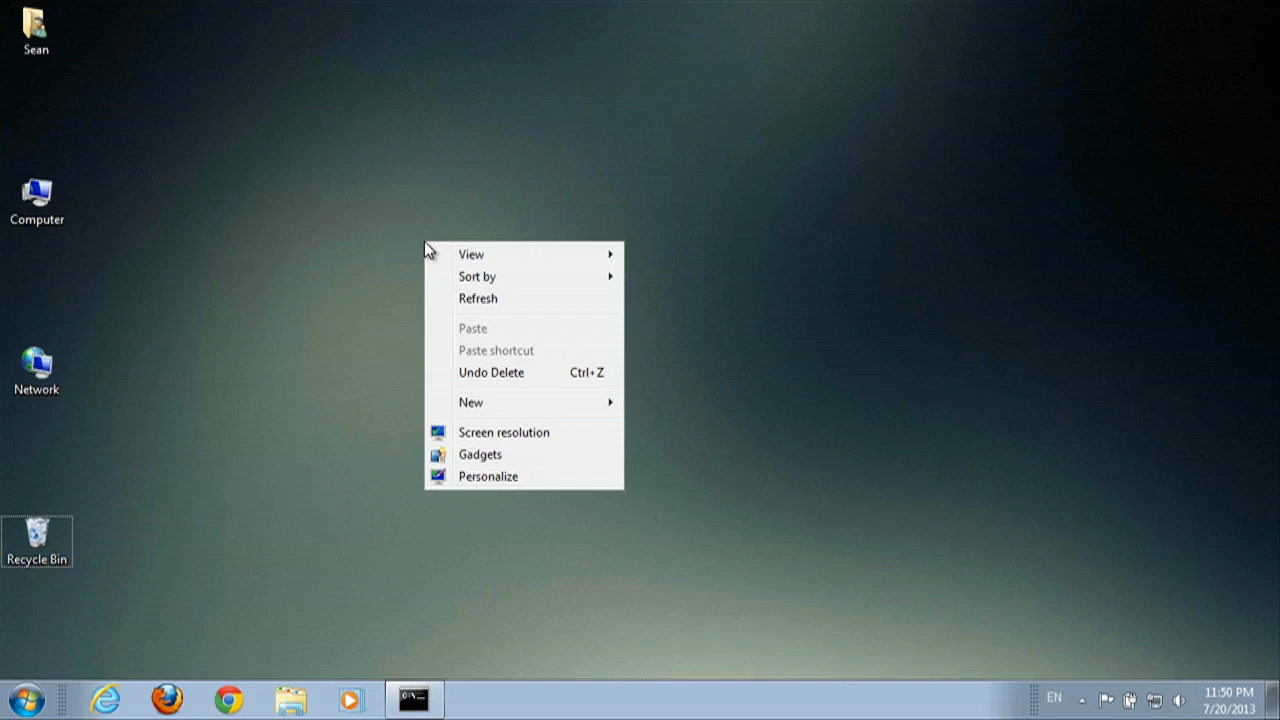 Sean
Computer
Network
Recycle Bin
View
Sort by
Refresh
Paste
Paste shortcut
Undo Delete Ctrl+Z
New
Screen resolution
Gadgets
Personalize
EN
11:50 PM
7/20/2013